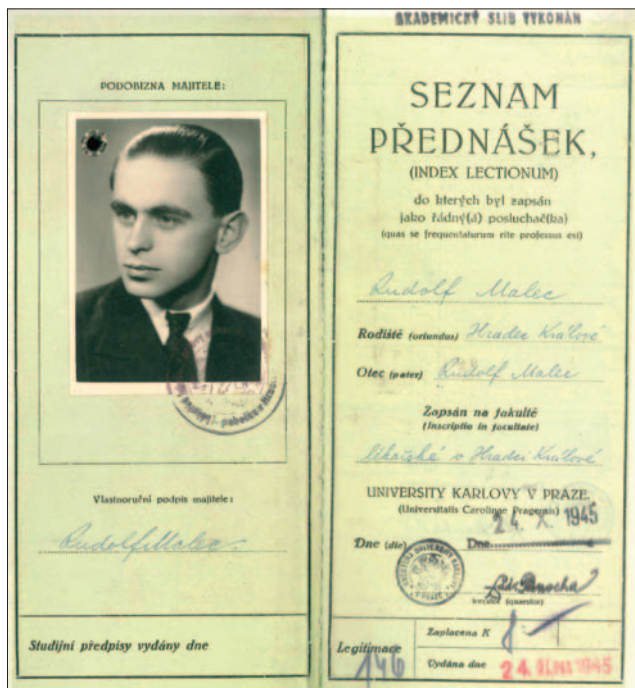 PODOBIZNA MAJITELE:
Vlastnoruční podpis majitele:
Rudolf Malec.
Studijní předpisy vydány dne
AKADEMICKÝ SLIB VYKONÁN
SEZNAM
PŘEDNÁŠEK,
(INDEX LECTIONUM)
do kterých byl zapsán
jako řádný(á) posluchač(ka)
(quas se frequentaturum rite professus est)
Rudolf Malec
Rodiště (oriundus) Hradec Králové
Otec (pater) Rudolf Malec
Zapsán na fakultě
(Inscriptio in facultate)
lékařské v Hradci Králové
UNIVERSITY KARLOVY V PRAZE.
(Universitatis Carolinae Pragensis)
24. X. 1945
Dne (die) Dne
(quaestor)
Legitimace 146
Zaplacena K
Vydána dne 24. ŘÍJNA 1945